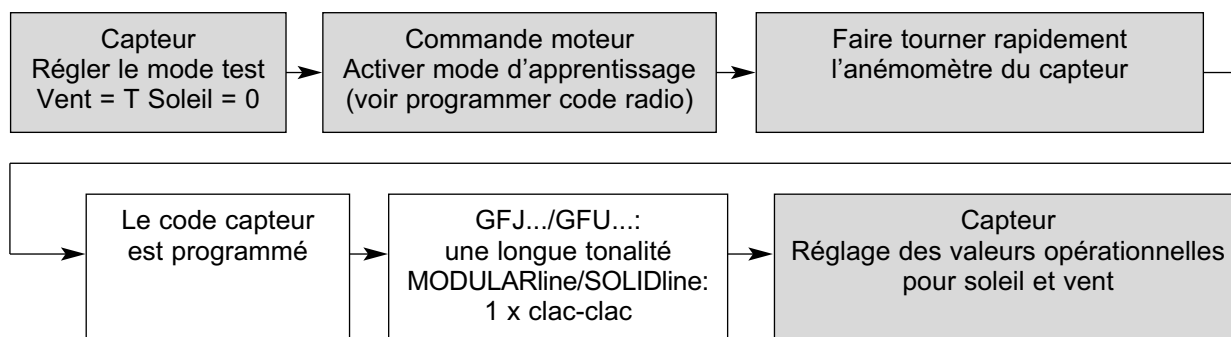 Capteur
Régler le mode test
Vent = T Soleil = 0
Commande moteur
Activer mode d'apprentissage
(voir programmer code radio)
Faire tourner rapidement
l'anémomètre du capteur
Le code capteur
est programmé
GFJ.../GFU...:
une longue tonalité
MODULARline/SOLIDline:
1 x clac-clac
Capteur
Réglage des valeurs opérationnelles
pour soleil et vent